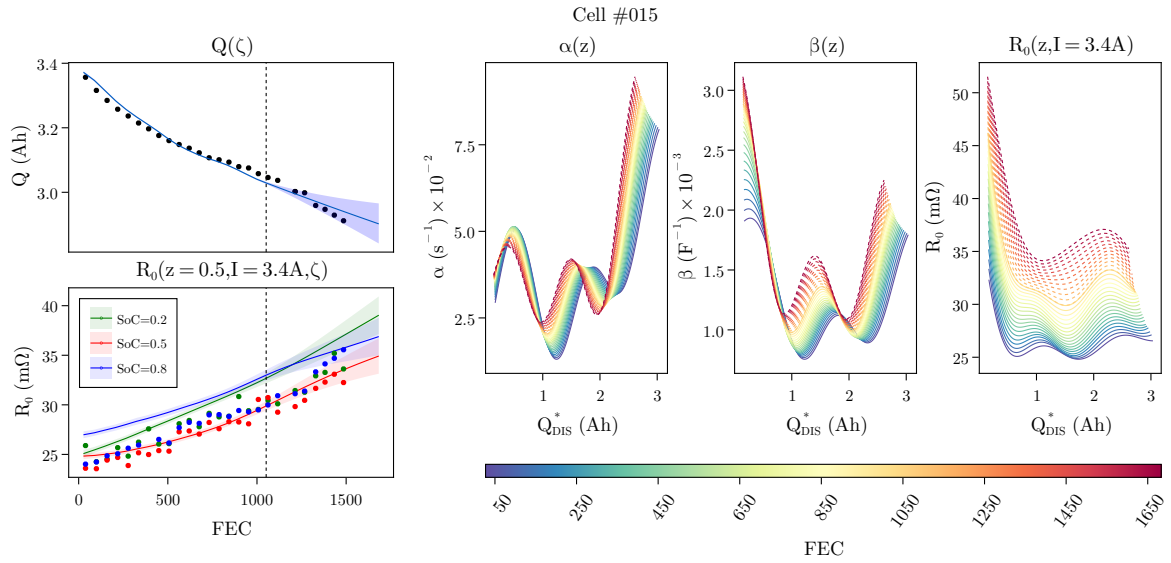 Cell #015
Q(ζ)
3.4
3.2
3.0
Q (Ah)
R₀(z = 0.5, I = 3.4A, ζ)
40
35
30
25
R₀ (mΩ)
SoC=0.2
SoC=0.5
SoC=0.8
0
500
1000
1500
FEC
α(z)
7.5
5.0
2.5
α (s⁻¹) × 10⁻²
1
2
3
Q*DIS (Ah)
β(z)
3.0
2.5
2.0
1.5
1.0
β (F⁻¹) × 10⁻³
1
2
3
Q*DIS (Ah)
R₀(z, I = 3.4A)
50
45
40
35
30
25
R₀ (mΩ)
1
2
3
Q*DIS (Ah)
50
250
450
650
850
1050
1250
1450
1650
FEC